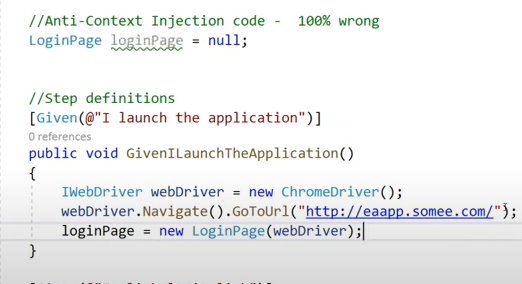 //Anti-Context Injection code -  100% wrong
LoginPage loginPage = null;
//Step definitions
[Given(@"I launch the application")]
0 references
public void GivenILaunchTheApplication()
{
IWebDriver webDriver = new ChromeDriver();
webDriver.Navigate().GoToUrl("http://eaapp.somee.com/");
loginPage = new LoginPage(webDriver);
}